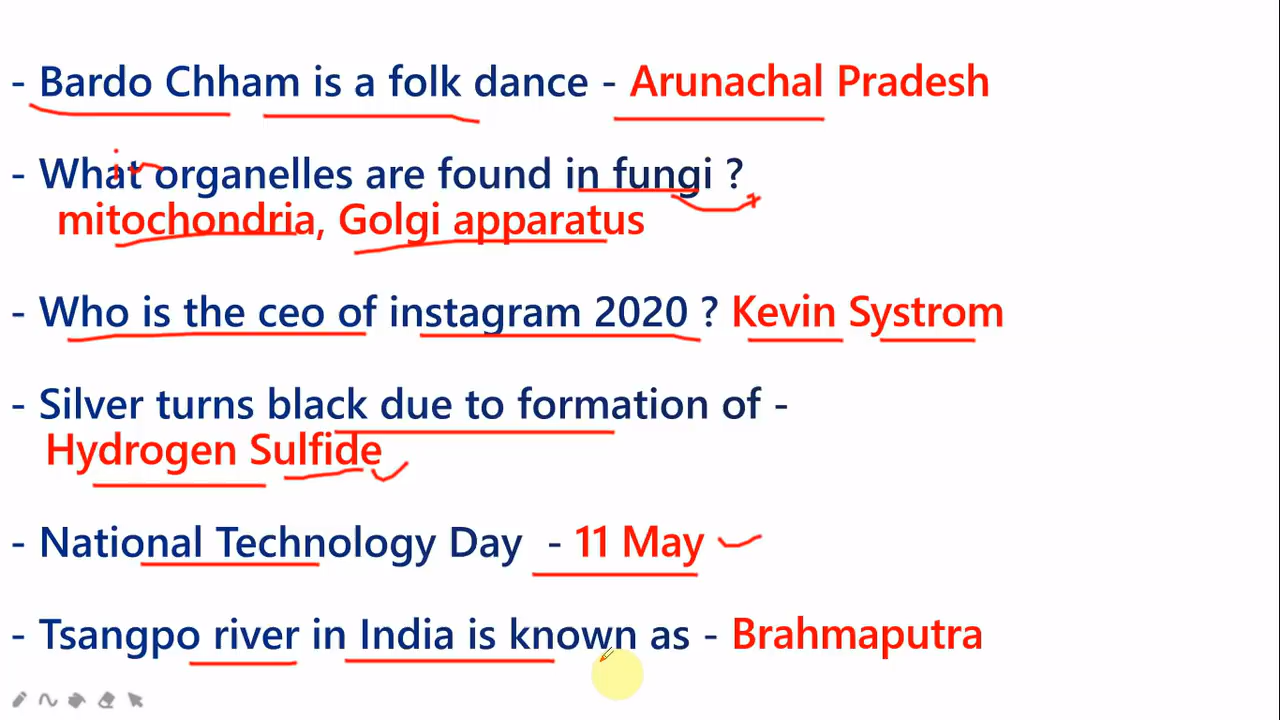 - Bardo Chham is a folk dance - Arunachal Pradesh
- What organelles are found in fungi ?
mitochondria, Golgi apparatus
- Who is the ceo of instagram 2020 ? Kevin Systrom
- Silver turns black due to formation of -
Hydrogen Sulfide
- National Technology Day - 11 May
- Tsangpo river in India is known as - Brahmaputra